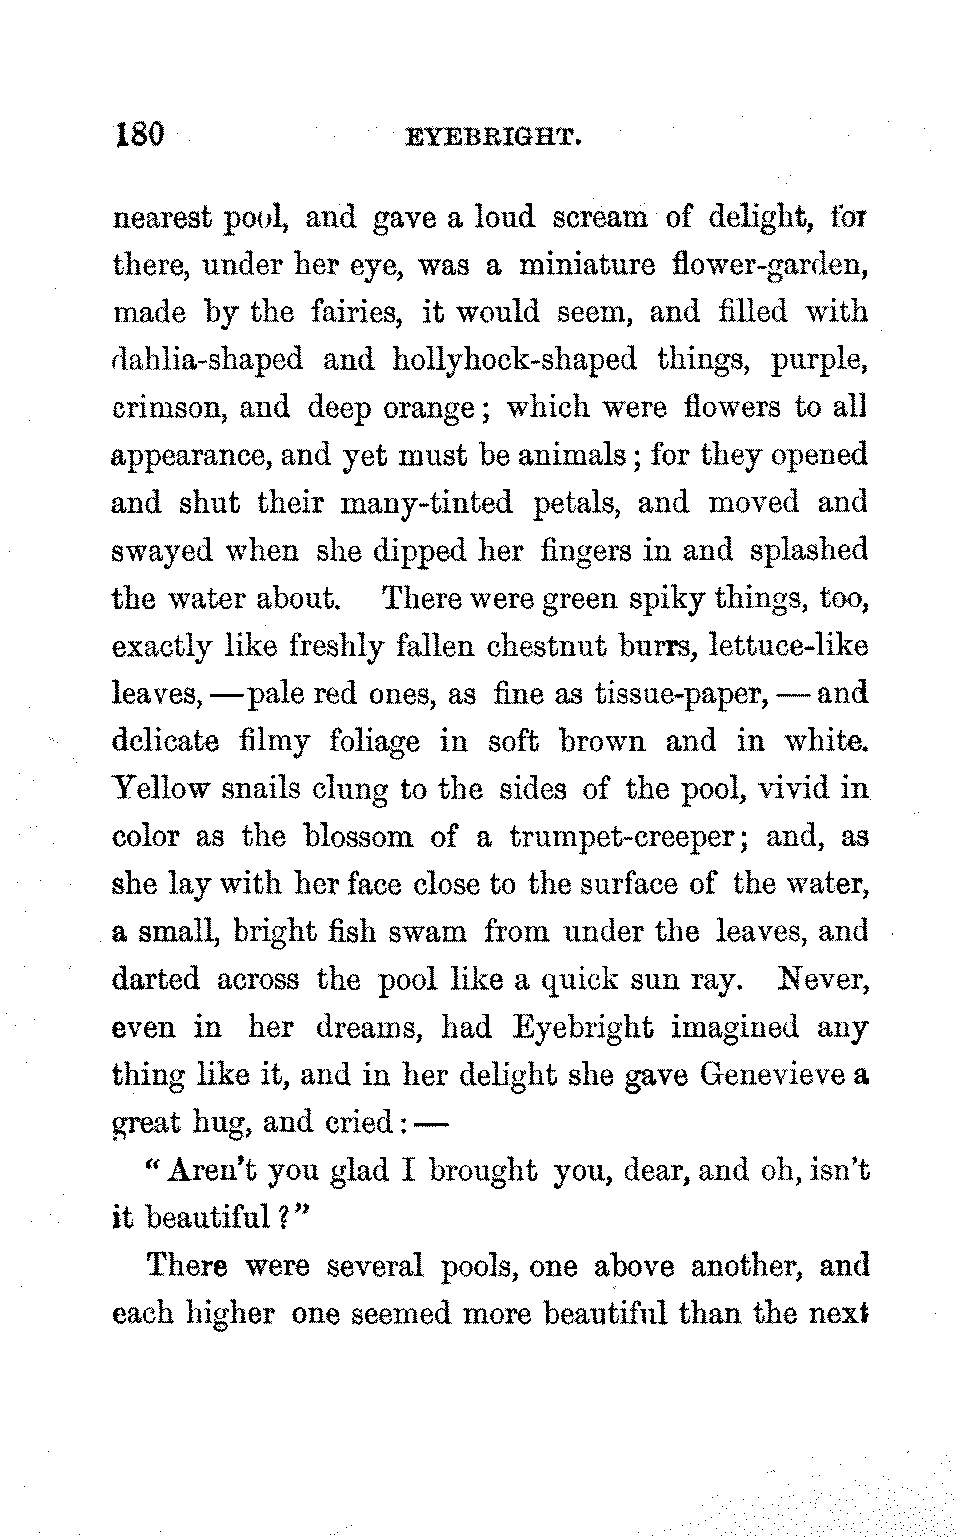 180 EYEBRIGHT.
nearest pool, and gave a loud scream of delight, for
there, under her eye, was a miniature flower-garden,
made by the fairies, it would seem, and filled with
dahlia-shaped and hollyhock-shaped things, purple,
crimson, and deep orange; which were flowers to all
appearance, and yet must be animals; for they opened
and shut their many-tinted petals, and moved and
swayed when she dipped her fingers in and splashed
the water about. There were green spiky things, too,
exactly like freshly fallen chestnut burrs, lettuce-like
leaves,—pale red ones, as fine as tissue-paper,—and
delicate filmy foliage in soft brown and in white.
Yellow snails clung to the sides of the pool, vivid in
color as the blossom of a trumpet-creeper; and, as
she lay with her face close to the surface of the water,
a small, bright fish swam from under the leaves, and
darted across the pool like a quick sun ray. Never,
even in her dreams, had Eyebright imagined any
thing like it, and in her delight she gave Genevieve a
great hug, and cried:—
"Aren't you glad I brought you, dear, and oh, isn't
it beautiful?"
There were several pools, one above another, and
each higher one seemed more beautiful than the next